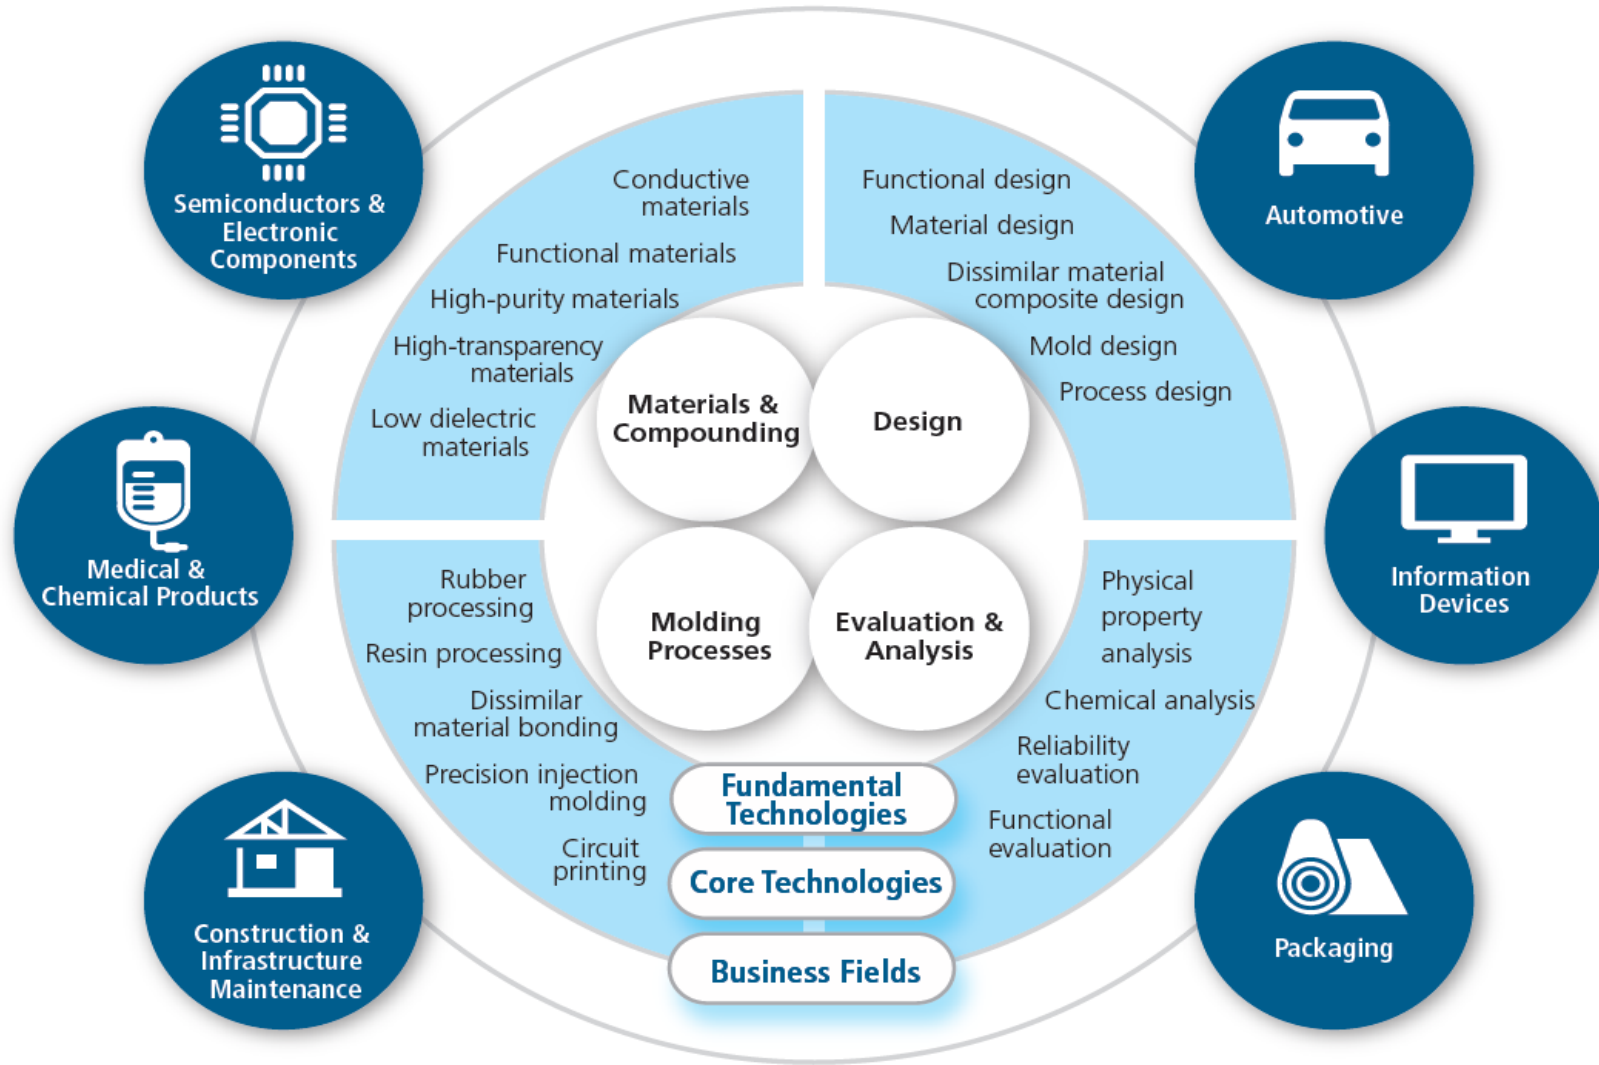 Semiconductors &
Electronic
Components
Automotive
Medical &
Chemical Products
Information
Devices
Construction &
Infrastructure
Maintenance
Packaging
Conductive
materials
Functional materials
High-purity materials
High-transparency
materials
Low dielectric
materials
Functional design
Material design
Dissimilar material
composite design
Mold design
Process design
Materials &
Compounding
Design
Molding
Processes
Evaluation &
Analysis
Rubber
processing
Resin processing
Dissimilar
material bonding
Precision injection
molding
Circuit
printing
Physical
property
analysis
Chemical analysis
Reliability
evaluation
Functional
evaluation
Fundamental
Technologies
Core Technologies
Business Fields